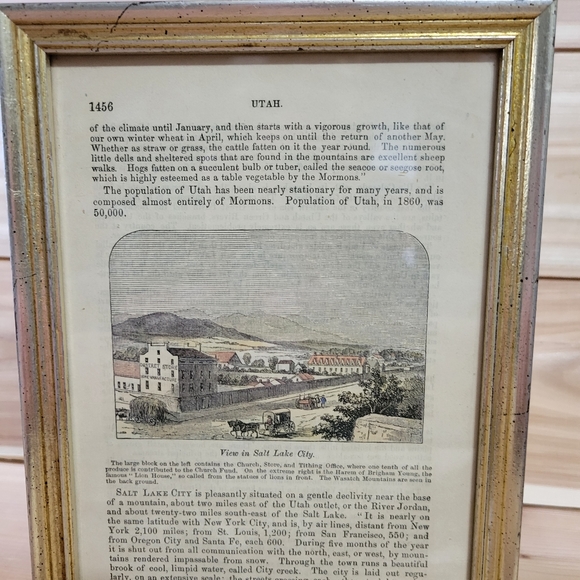 1456
UTAH.
of the climate until January, and then starts with a vigorous growth, like that of
our own winter wheat in April, which keeps on until the return of another May.
Whether as straw or grass, the cattle fatten on it the year round. The numerous
little dells and sheltered spots that are found in the mountains are excellent sheep
walks. Hogs fatten on a succulent bulb or tuber, called the seacoe or seegose root,
which is highly esteemed as a table vegetable by the Mormons."
The population of Utah has been nearly stationary for many years, and is
composed almost entirely of Mormons. Population of Utah, in 1860, was
50,000.
View in Salt Lake City.
The large block on the left contains the Church, Store, and Tithing Office, where one tenth of all the
produce is contributed to the Church Fund. On the extreme right is the Harem of Brigham Young, the
famous "Lion House," so called from the statues of lions in front. The Wasatch Mountains are seen in
the back ground.
SALT LAKE CITY is pleasantly situated on a gentle declivity near the base
of a mountain, about two miles east of the Utah outlet, or the River Jordan,
and about twenty-two miles south-east of the Salt Lake. "It is nearly on
the same latitude with New York City, and is, by air lines, distant from New
York 2,100 miles; from St. Louis, 1,200; from San Francisco, 550; and
from Oregon City and Santa Fe, each 600. During five months of the year
it is shut out from all communication with the north, east, or west, by moun-
tains rendered impassable from snow. Through the town runs a beautiful
brook of cool, limpid water, called City creek. The city is laid out regu-
larly, on an extensive scale; the streets crossing